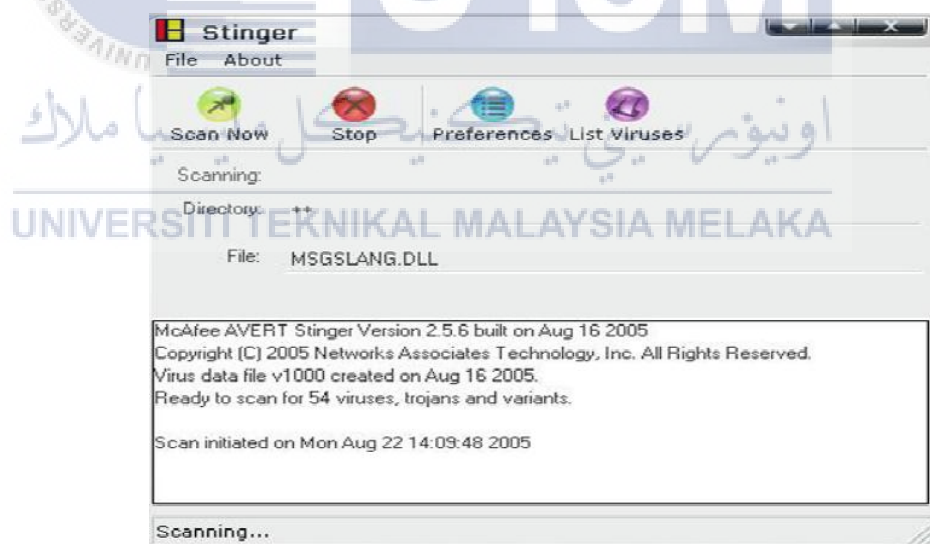 Stinger
File About
Scan Now Stop Preferences List Viruses
اونيورسيتي تيكنيكل مليسيا ملاك
Scanning:
Directory: ++
UNIVERSITI TEKNIKAL MALAYSIA MELAKA
File: MSGSLANG.DLL
McAfee AVERT Stinger Version 2.5.6 built on Aug 16 2005
Copyright (C) 2005 Networks Associates Technology, Inc. All Rights Reserved.
Virus data file v1000 created on Aug 16 2005.
Ready to scan for 54 viruses, trojans and variants.
Scan initiated on Mon Aug 22 14:09:48 2005
Scanning...